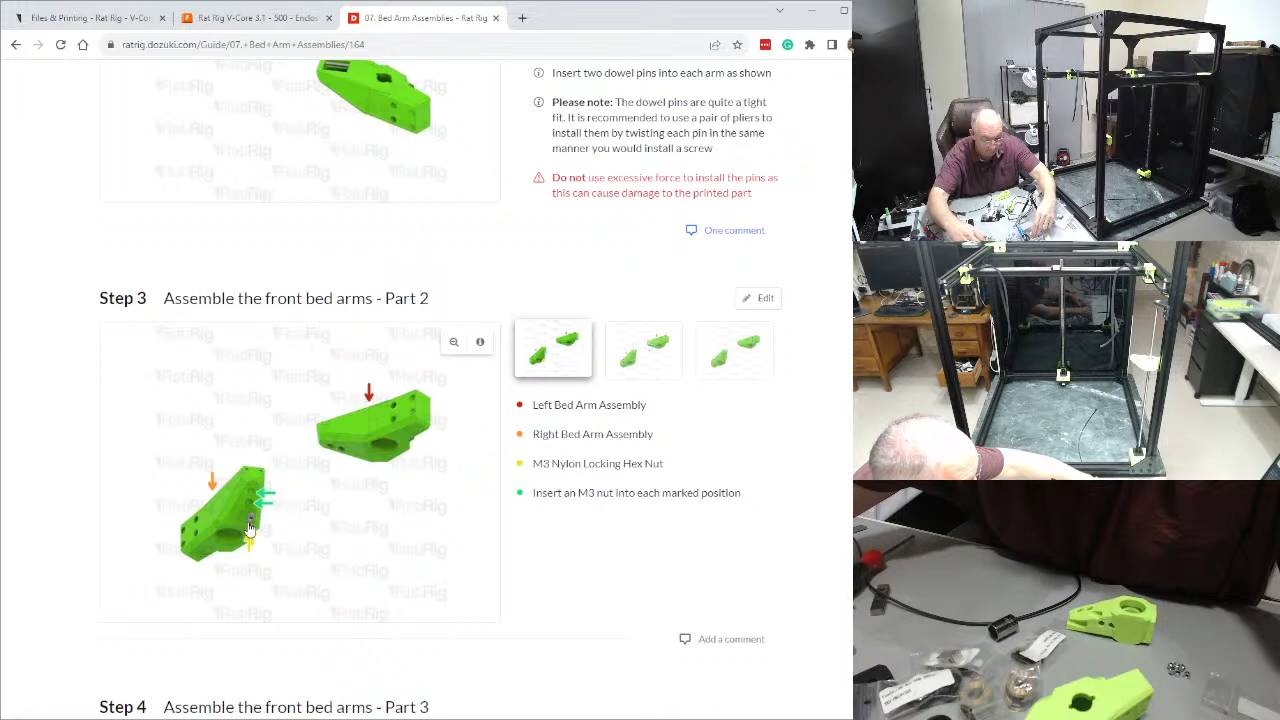 Files & Printing - Rat Rig - V-Co
Rat Rig V-Core 3.1 - 500 - Endes
07. Bed Arm Assemblies - Rat Rig
ratrig.dozuki.com/Guide/07.+Bed+Arm+Assemblies/164
Insert two dowel pins into each arm as shown
Please note: The dowel pins are quite a tight
fit. It is recommended to use a pair of pliers to
install them by twisting each pin in the same
manner you would install a screw
Do not use excessive force to install the pins as
this can cause damage to the printed part
One comment
Step 3 Assemble the front bed arms - Part 2
Edit
Left Bed Arm Assembly
Right Bed Arm Assembly
M3 Nylon Locking Hex Nut
Insert an M3 nut into each marked position
Add a comment
Step 4 Assemble the front bed arms - Part 3